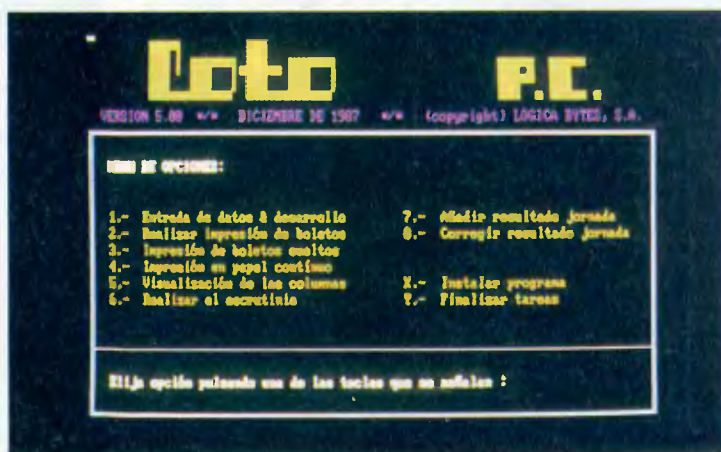 Loto P.C.
VERSION 5.00 */* DICIEMBRE DE 1987 */* (copyright) LOGICA BYTES, S.A.
MENU DE OPCIONES:
1.- Entrada de datos & desarrollo
2.- Realizar impresión de boletos
3.- Impresión de boletos sueltos
4.- Impresión en papel contínuo
5.- Visualización de las columnas
6.- Realizar el escrutinio
7.- Añadir resultado jornada
8.- Corregir resultado jornada
X.- Instalar programa
Y.- Finalizar tareas
Elija opción pulsando una de las teclas que se señalan :